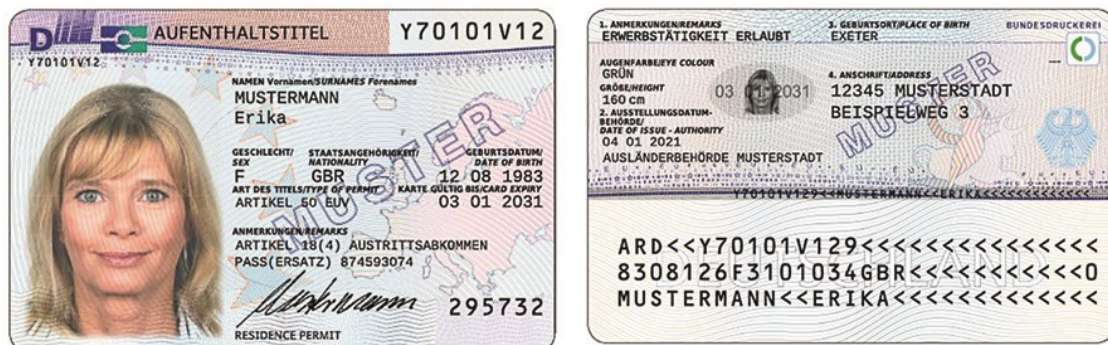 D AUFENTHALTSTITEL Y70101V12
Y70101V12
NAMEN Vornamen/SURNAMES Forenames
MUSTERMANN
Erika
GESCHLECHT/ STAATSANGEHÖRIGKEIT/ GEBURTSDATUM/
SEX NATIONALITY DATE OF BIRTH
F GBR 12 08 1983
ART DES TITELS/TYPE OF PERMIT KARTE GÜLTIG BIS/CARD EXPIRY
ARTIKEL 50 EUV 03 01 2031
ANMERKUNGEN/REMARKS
ARTIKEL 18(4) AUSTRITTSABKOMMEN
PASS(ERSATZ) 874593074
Mustermann
295732
RESIDENCE PERMIT
MUSTER
1. ANMERKUNGEN/REMARKS 3. GEBURTSORT/PLACE OF BIRTH BUNDESDRUCKEREI
ERWERBSTÄTIGKEIT ERLAUBT EXETER
AUGENFARBE/EYE COLOUR
GRÜN
GRÖßE/HEIGHT
160 cm
03 01 2031
4. ANSCHRIFT/ADDRESS
12345 MUSTERSTADT
BEISPIELWEG 3
2. AUSSTELLUNGSDATUM-
BEHÖRDE/
DATE OF ISSUE - AUTHORITY
04 01 2021
AUSLÄNDERBEHÖRDE MUSTERSTADT
MUSTER
Y70101V129<<MUSTERMANN<<ERIKA<<<<<<<<<<<<
DEUTSCHLAND
ARD<<Y70101V129<<<<<<<<<<<<<<<
8308126F3101034GBR<<<<<<<<<<<0
MUSTERMANN<<ERIKA<<<<<<<<<<<<<